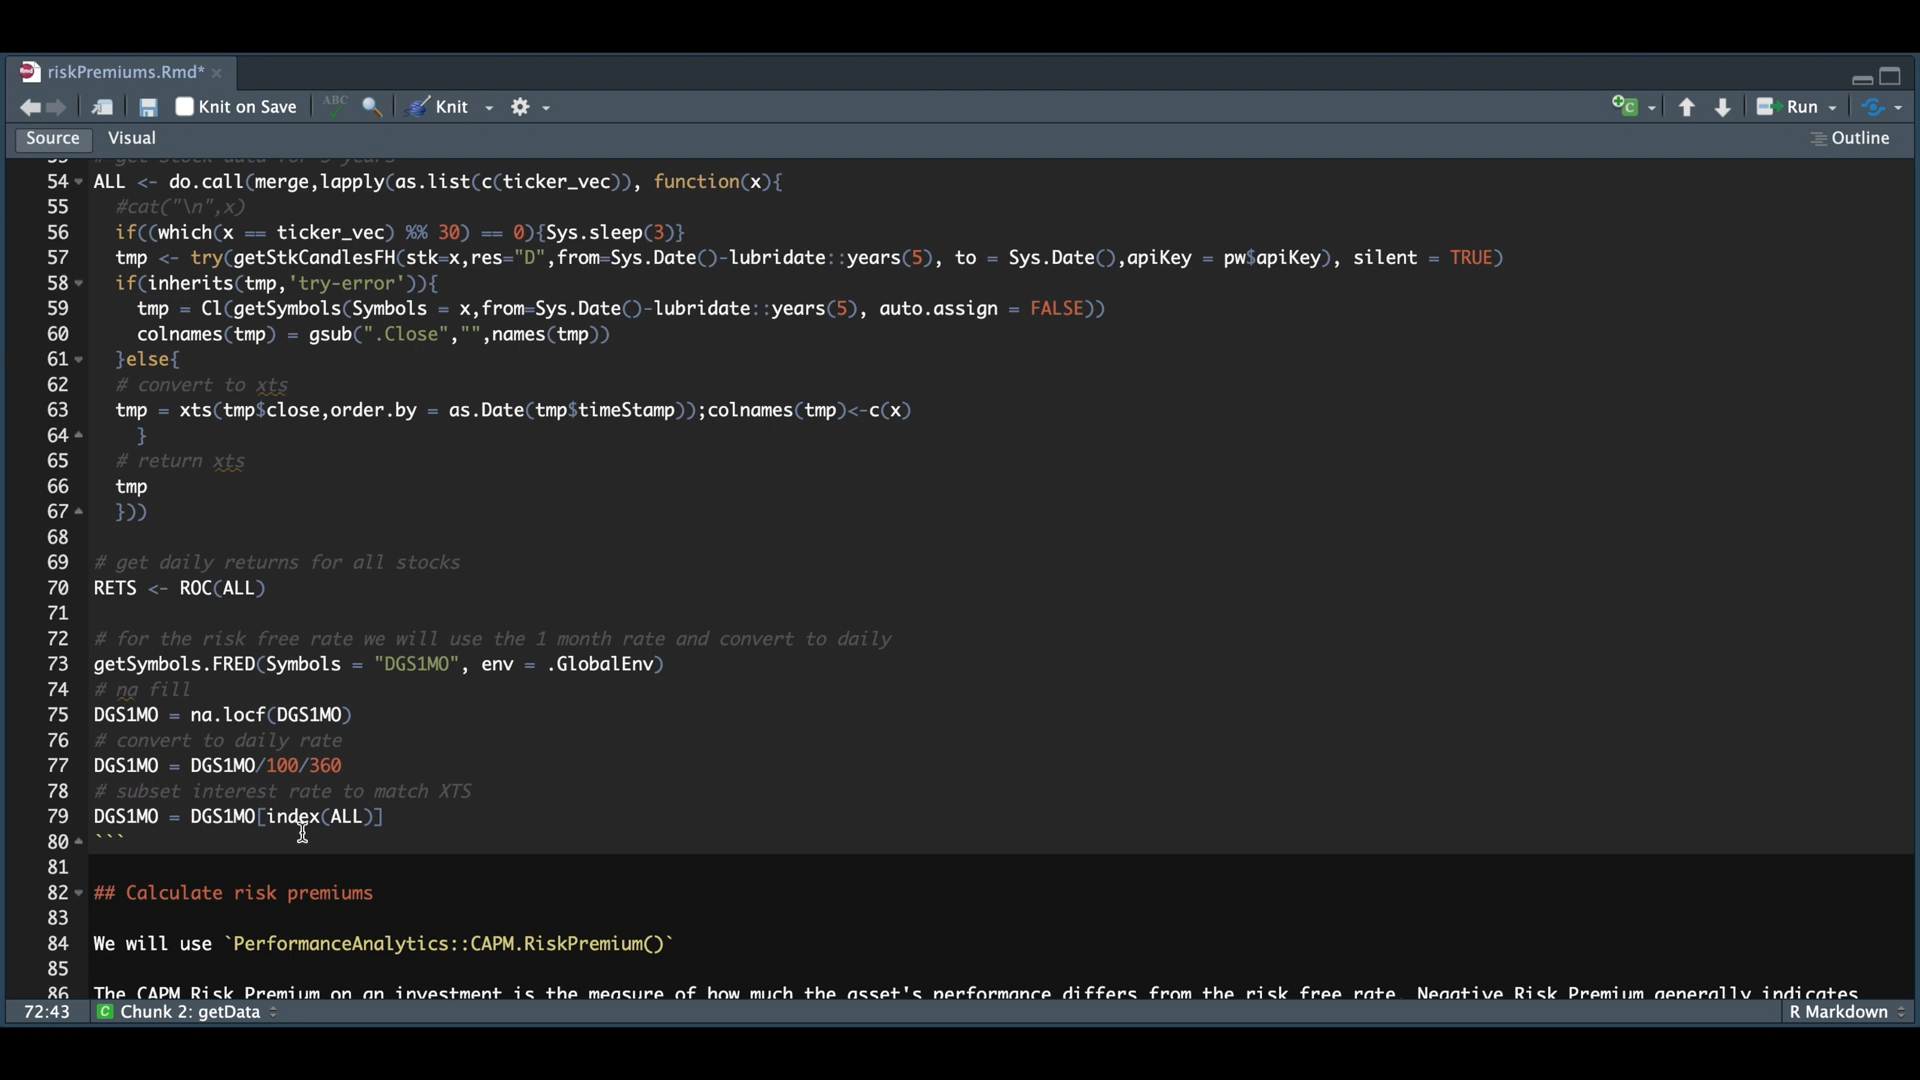 riskPremiums.Rmd*
Knit on Save
ABC
Knit
Run
Source
Visual
Outline
54 ALL <- do.call(merge,lapply(as.list(c(ticker_vec)), function(x){
55 #cat("\n",x)
56 if((which(x == ticker_vec) %% 30) == 0){Sys.sleep(3)}
57 tmp <- try(getStkCandlesFH(stk=x,res="D",from=Sys.Date()-lubridate::years(5), to = Sys.Date(),apiKey = pw$apiKey), silent = TRUE)
58 if(inherits(tmp,'try-error')){
59 tmp = Cl(getSymbols(Symbols = x,from=Sys.Date()-lubridate::years(5), auto.assign = FALSE))
60 colnames(tmp) = gsub(".Close","",names(tmp))
61 }else{
62 # convert to xts
63 tmp = xts(tmp$close,order.by = as.Date(tmp$timeStamp));colnames(tmp)<-c(x)
64 }
65 # return xts
66 tmp
67 }))
68
69 # get daily returns for all stocks
70 RETS <- ROC(ALL)
71
72 # for the risk free rate we will use the 1 month rate and convert to daily
73 getSymbols.FRED(Symbols = "DGS1MO", env = .GlobalEnv)
74 # na fill
75 DGS1MO = na.locf(DGS1MO)
76 # convert to daily rate
77 DGS1MO = DGS1MO/100/360
78 # subset interest rate to match XTS
79 DGS1MO = DGS1MO[index(ALL)]
80 ```
81
82 ## Calculate risk premiums
83
84 We will use `PerformanceAnalytics::CAPM.RiskPremium()`
85
86 The CAPM Risk Premium on an investment is the measure of how much the asset's performance differs from the risk free rate. Negative Risk Premium generally indicates
72:43
C Chunk 2: getData
R Markdown